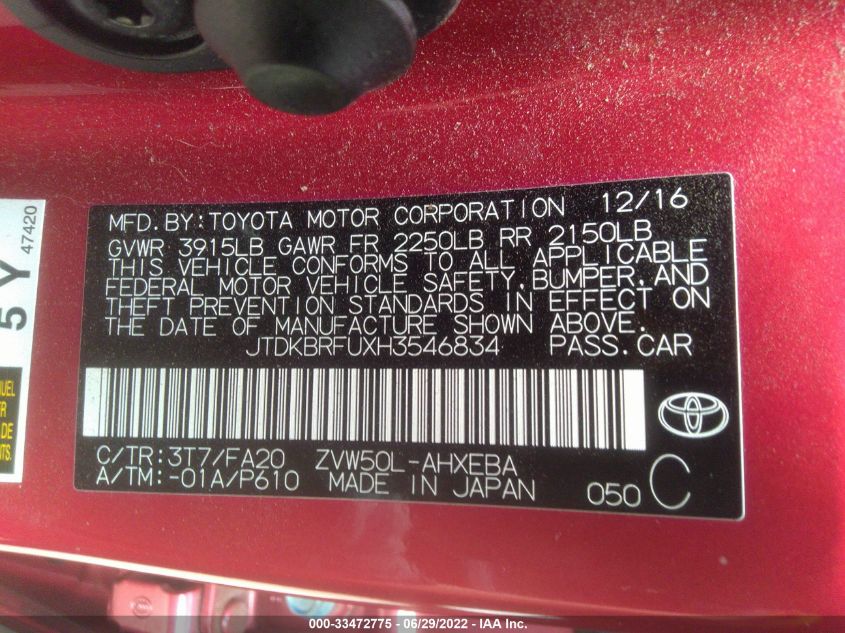 MFD. BY: TOYOTA MOTOR CORPORATION 12/16
GVWR 3915LB GAWR FR 2250LB RR 2150LB
THIS VEHICLE CONFORMS TO ALL APPLICABLE
FEDERAL MOTOR VEHICLE SAFETY, BUMPER, AND
THEFT PREVENTION STANDARDS IN EFFECT ON
THE DATE OF MANUFACTURE SHOWN ABOVE.
JTDKBRFUXH3546834 PASS. CAR
C/TR: 3T7/FA20 ZVW50L-AHXEBA
A/TM: -01A/P610 MADE IN JAPAN
050 C
5Y
47420
DE
000-33472775 - 06/29/2022 - IAA Inc.